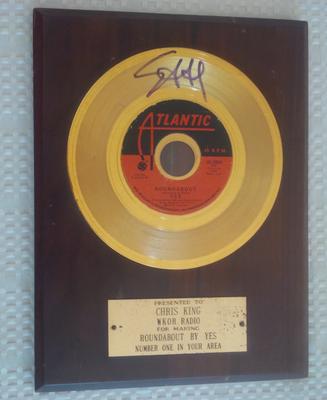 ATLANTIC
ROUNDABOUT
YES
PRESENTED TO
CHRIS KING
WKOR RADIO
FOR MAKING
ROUNDABOUT BY YES
NUMBER ONE IN YOUR AREA